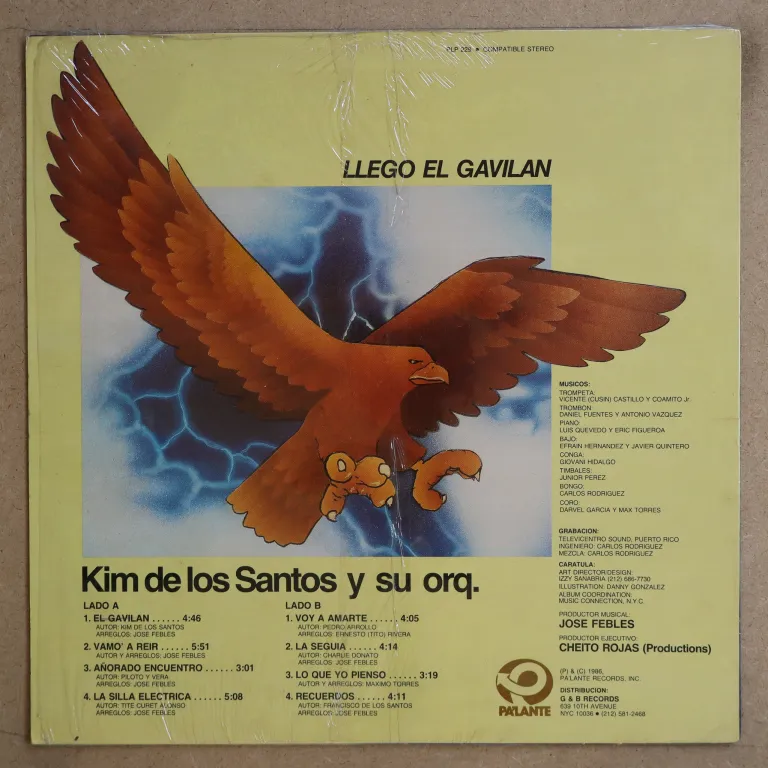 PLP 226 • COMPATIBLE STEREO
LLEGO EL GAVILAN
MUSICOS:
TROMPETA:
VICENTE (CUSIN) CASTILLO Y COAMITO Jr.
TROMBON:
DANIEL FUENTES Y ANTONIO VAZQUEZ
PIANO:
LUIS QUEVEDO Y ERIC FIGUEROA
BAJO:
EFRAIN HERNANDEZ Y JAVIER QUINTERO
CONGA:
GIOVANI HIDALGO
TIMBALES:
JUNIOR PEREZ
BONGO:
CARLOS RODRIGUEZ
CORO:
DARVEL GARCIA Y MAX TORRES
GRABACION:
TELEVICENTRO SOUND, PUERTO RICO
INGENIERO: CARLOS RODRIGUEZ
MEZCLA: CARLOS RODRIGUEZ
CARATULA:
ART DIRECTOR/DESIGN:
IZZY SANABRIA (212) 686-7730
ILLUSTRATION: DANNY GONZALEZ
ALBUM COORDINATION:
MUSIC CONNECTION, N.Y.C.
PRODUCTOR MUSICAL:
JOSE FEBLES
PRODUCTOR EJECUTIVO:
CHEITO ROJAS (Productions)
(P) & (C) 1986,
PA'LANTE RECORDS, INC.
DISTRIBUCION:
G & B RECORDS
639 10TH AVENUE
NYC 10036 • (212) 581-2468
PA'LANTE
Kim de los Santos y su orq.
LADO A
1. EL GAVILAN ...... 4:46
AUTOR: KIM DE LOS SANTOS
ARREGLOS: JOSE FEBLES
2. VAMO' A REIR ...... 5:51
AUTOR Y ARREGLOS: JOSE FEBLES
3. AÑORADO ENCUENTRO ...... 3:01
AUTOR: PILOTO Y VERA
ARREGLOS: JOSE FEBLES
4. LA SILLA ELECTRICA ...... 5:08
AUTOR: TITE CURET ALONSO
ARREGLOS: JOSE FEBLES
LADO B
1. VOY A AMARTE ...... 4:05
AUTOR: PEDRO ARROLLO
ARREGLOS: ERNESTO (TITO) RIVERA
2. LA SEGUIA ...... 4:14
AUTOR: CHARLIE DONATO
ARREGLOS: JOSE FEBLES
3. LO QUE YO PIENSO ...... 3:19
AUTOR Y ARREGLOS: MAXIMO TORRES
4. RECUERDOS ...... 4:11
AUTOR: FRANCISCO DE LOS SANTOS
ARREGLOS: JOSE FEBLES